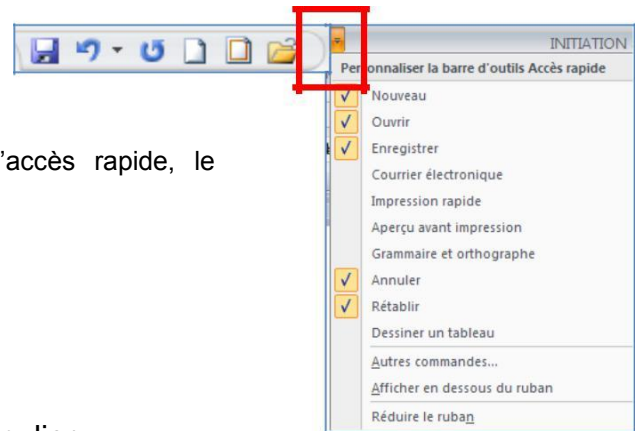 INITIATION
Personnaliser la barre d'outils Accès rapide
Nouveau
Ouvrir
'accès rapide, le
Enregistrer
Courrier électronique
Impression rapide
Aperçu avant impression
Grammaire et orthographe
Annuler
Rétablir
Dessiner un tableau
Autres commandes...
Afficher en dessous du ruban
Réduire le ruban